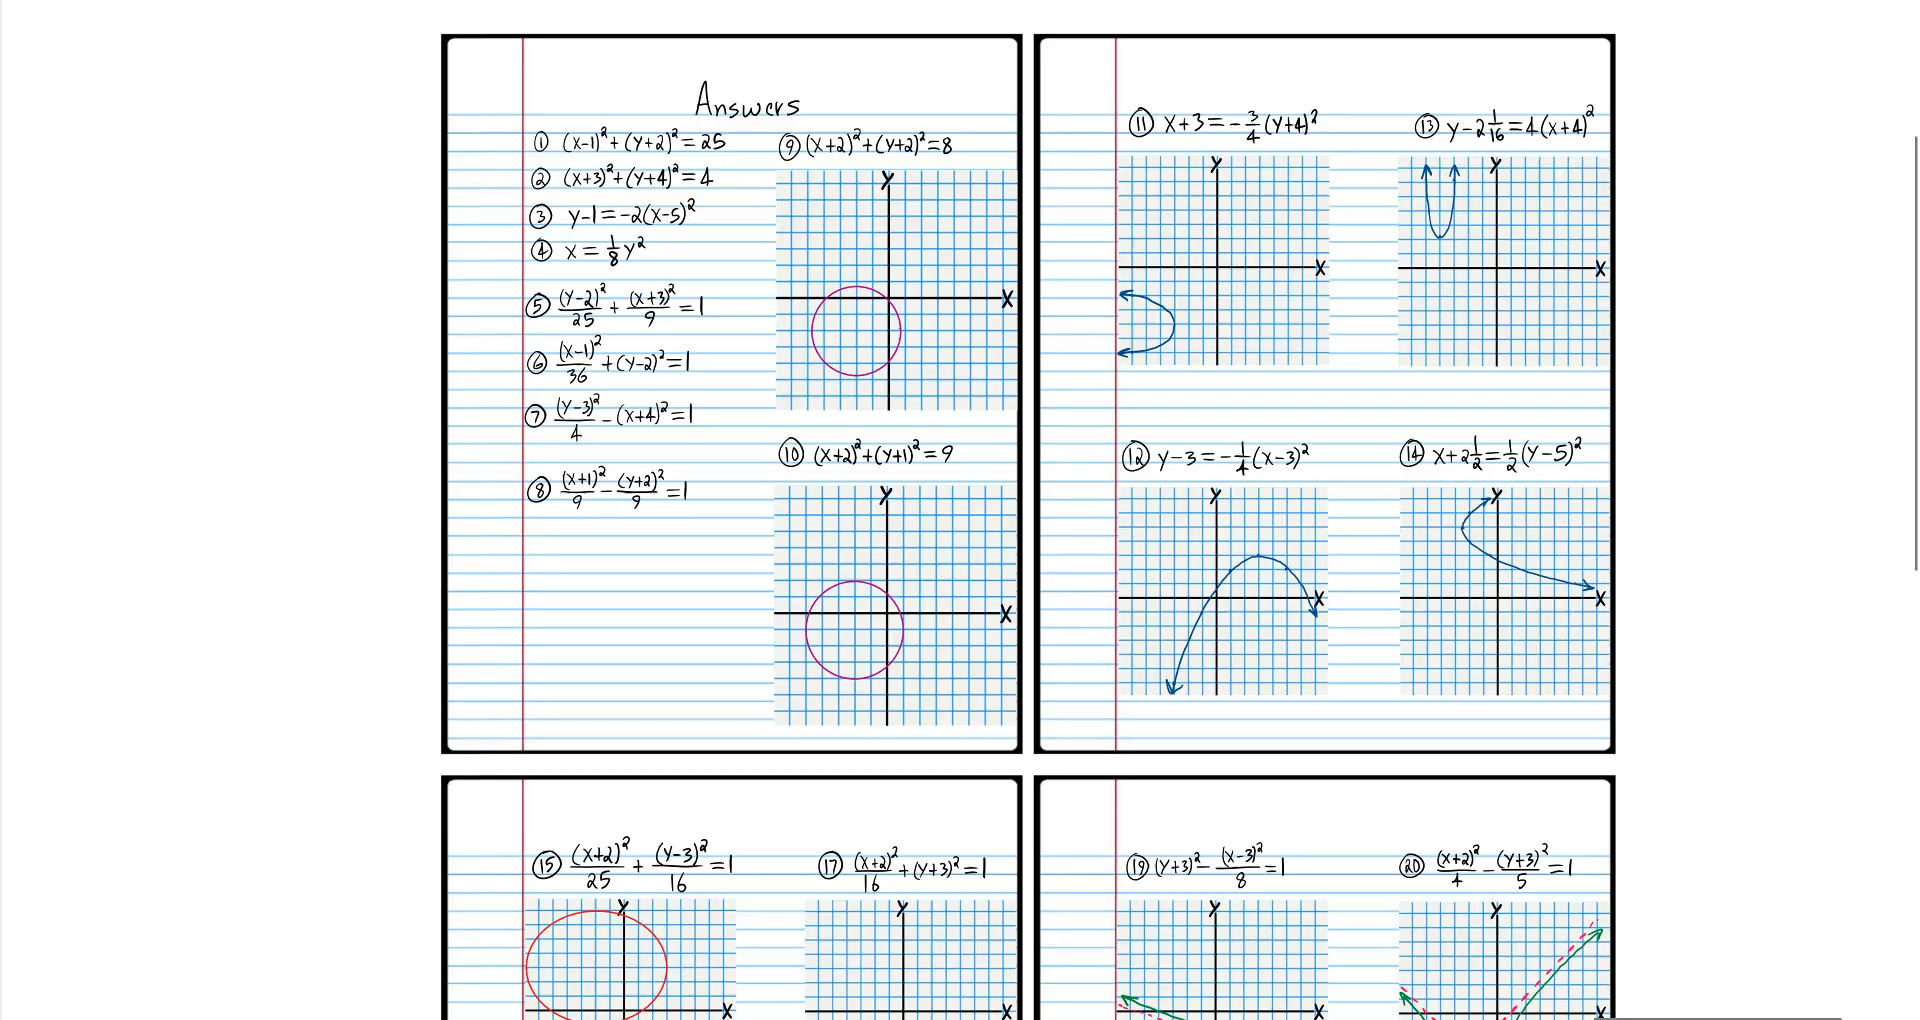 Answers
① (x-1)² + (y+2)² = 25
② (x+3)² + (y+4)² = 4
③ y-1 = -2(x-5)²
④ x = 1/8 y²
⑤ (y-2)²/25 + (x+3)²/9 = 1
⑥ (x-1)²/36 + (y-2)² = 1
⑦ (y-3)²/4 - (x+4)² = 1
⑧ (x+1)²/9 - (y+2)²/9 = 1
⑨ (x+2)² + (y+2)² = 8
Y
X
⑩ (x+2)² + (y+1)² = 9
Y
X
⑪ x+3 = -3/4 (y+4)²
Y
X
⑫ y-3 = -1/4 (x-3)²
Y
X
⑬ y-2 1/16 = 4(x+4)²
Y
X
⑭ x+2 1/2 = 1/2 (y-5)²
Y
X
⑮ (x+2)²/25 + (y-3)²/16 = 1
Y
X
⑰ (x+2)²/16 + (y+3)² = 1
Y
X
⑲ (y+3)² - (x-3)²/8 = 1
Y
X
⑳ (x+2)²/4 - (y+3)²/5 = 1
Y
X